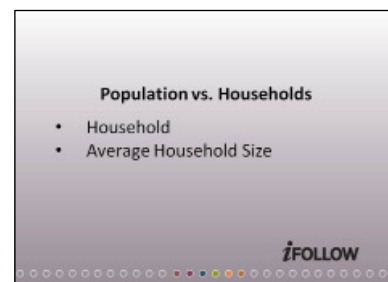 Population vs. Households
• Household
• Average Household Size
iFOLLOW